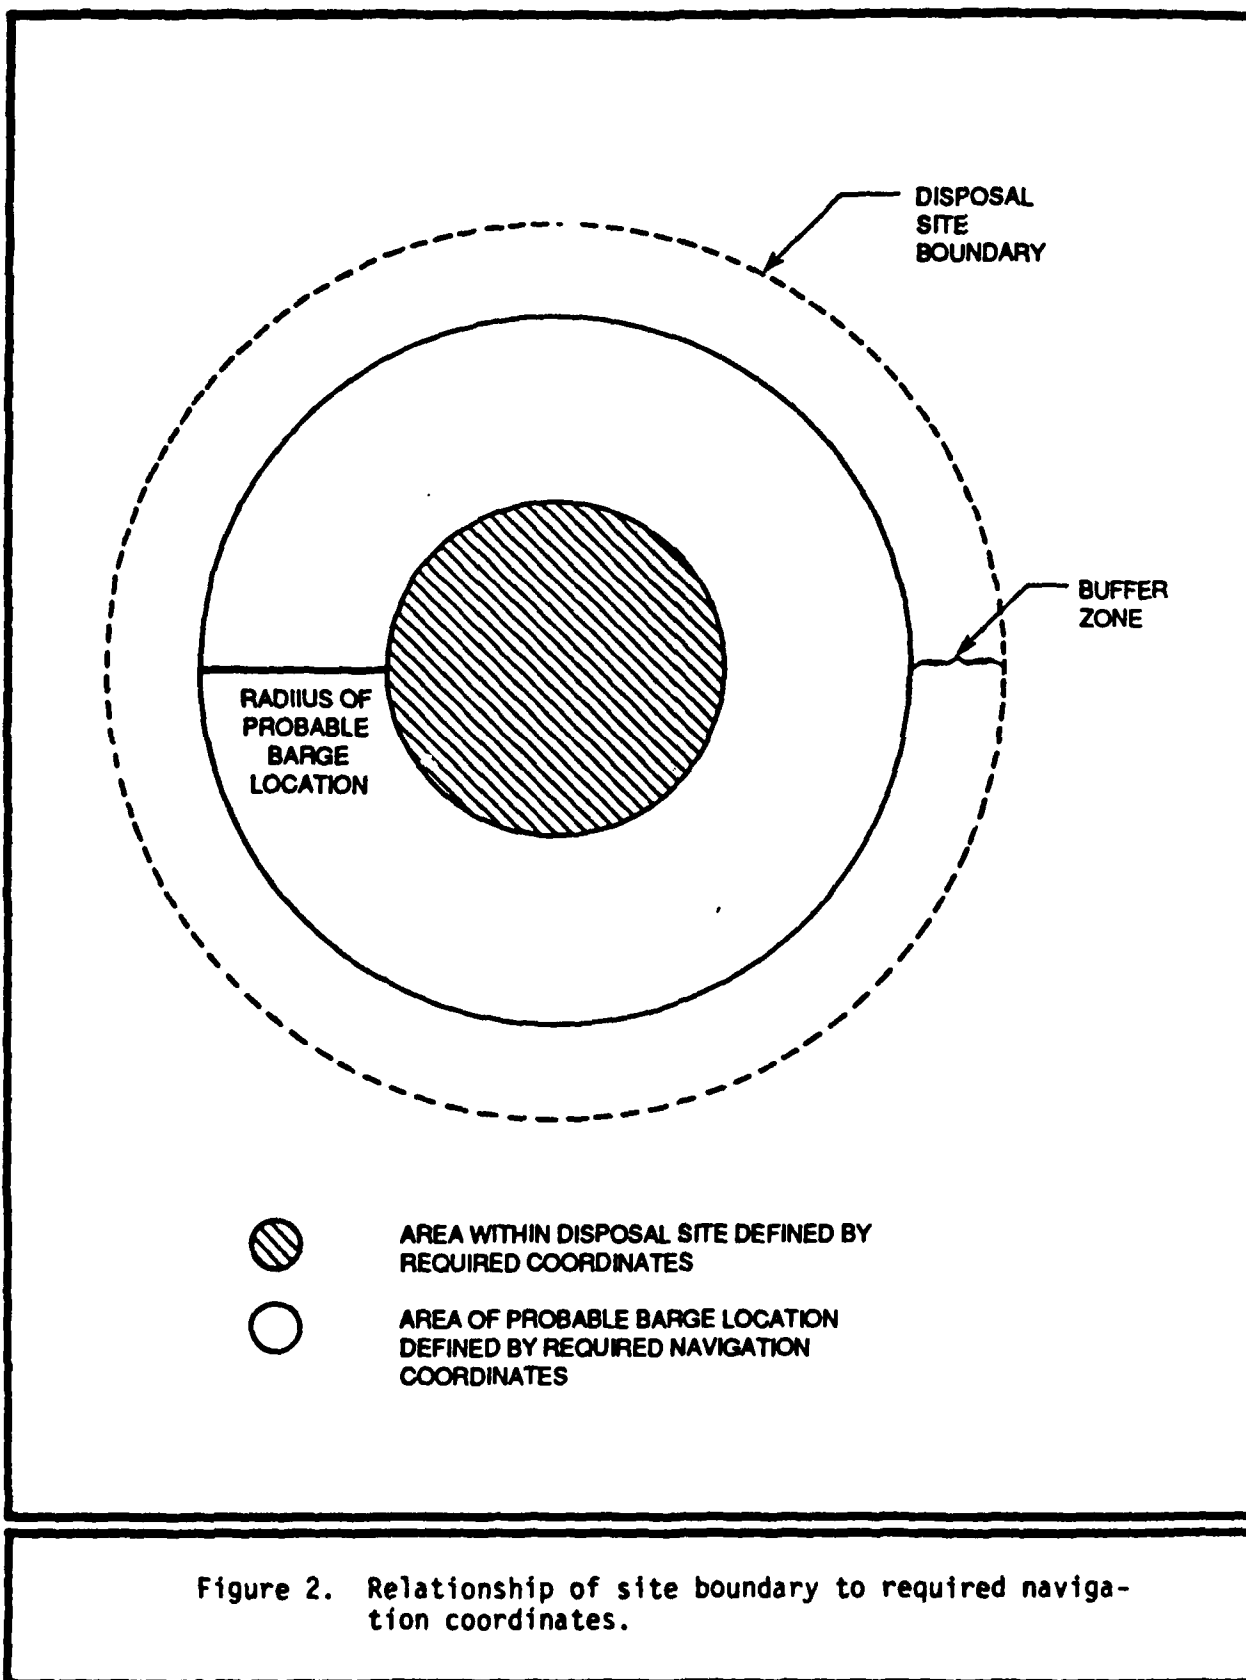 DISPOSAL
SITE
BOUNDARY
BUFFER
ZONE
RADIIUS OF
PROBABLE
BARGE
LOCATION
AREA WITHIN DISPOSAL SITE DEFINED BY
REQUIRED COORDINATES
AREA OF PROBABLE BARGE LOCATION
DEFINED BY REQUIRED NAVIGATION
COORDINATES
Figure 2. Relationship of site boundary to required naviga-
tion coordinates.